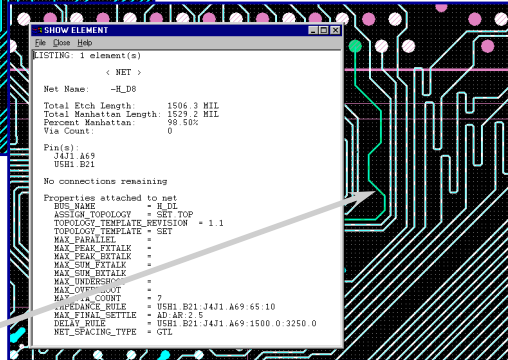 SHOW ELEMENT
File Close Help
LISTING: 1 element(s)
< NET >
Net Name: -H_D8
Total Etch Length: 1506.3 MIL
Total Manhattan Length: 1529.2 MIL
Percent Manhattan: 98.50%
Via Count: 0
Pin(s):
J4J1.A69
U5H1.B21
No connections remaining
Properties attached to net
BUS_NAME = H_DL
ASSIGN_TOPOLOGY = SET.TOP
TOPOLOGY_TEMPLATE_REVISION = 1.1
TOPOLOGY_TEMPLATE = SET
MAX_PARALLEL =
MAX_PEAK_FXTALK =
MAX_PEAK_BXTALK =
MAX_SUM_FXTALK =
MAX_SUM_BXTALK =
MAX_UNDERSHOOT =
MAX_OVERSHOOT =
MAX_VIA_COUNT = 7
IMPEDANCE_RULE = U5H1.B21:J4J1.A69:65:10
MAX_FINAL_SETTLE = AD:AR:2.5
DELAY_RULE = U5H1.B21:J4J1.A69:1500.0:3250.0
NET_SPACING_TYPE = GTL